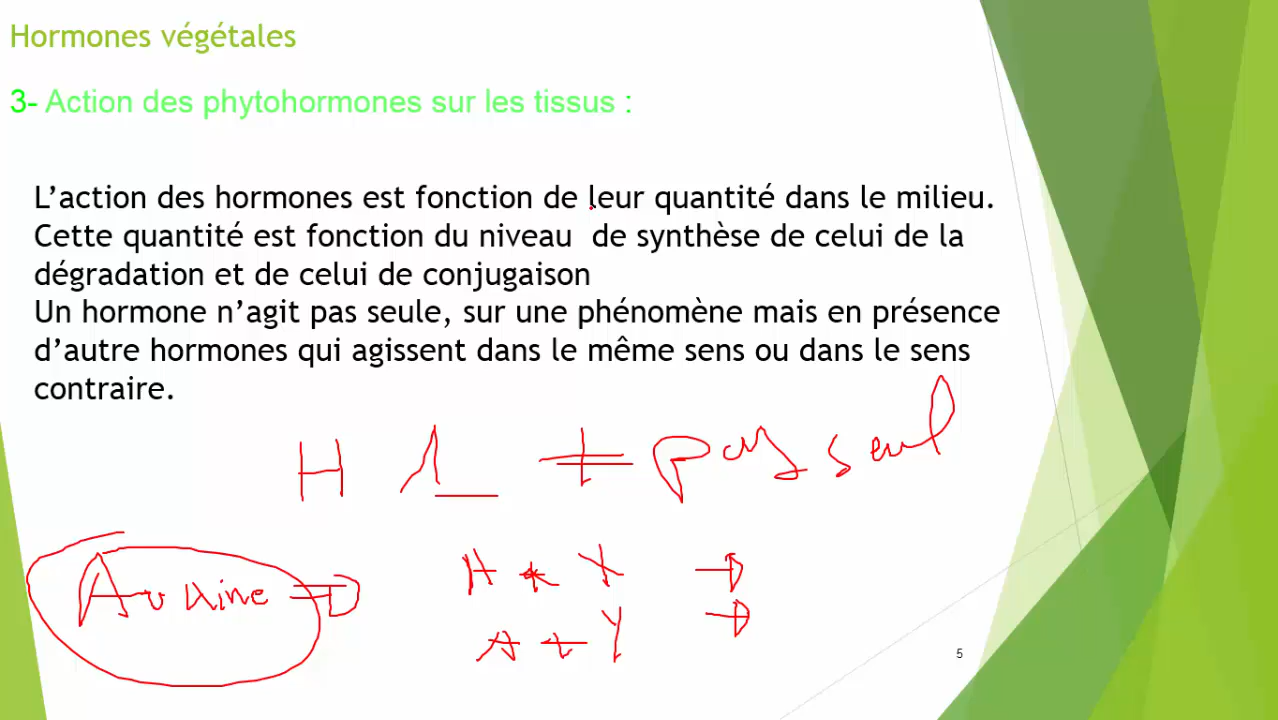 Hormones végétales
3- Action des phytohormones sur les tissus :
L’action des hormones est fonction de leur quantité dans le milieu.
Cette quantité est fonction du niveau de synthèse de celui de la
dégradation et de celui de conjugaison
Un hormone n’agit pas seule, sur une phénomène mais en présence
d’autre hormones qui agissent dans le même sens ou dans le sens
contraire.
H 1 ≠ pas seul
Auxine ⇒ A + X →
A + Y →
5